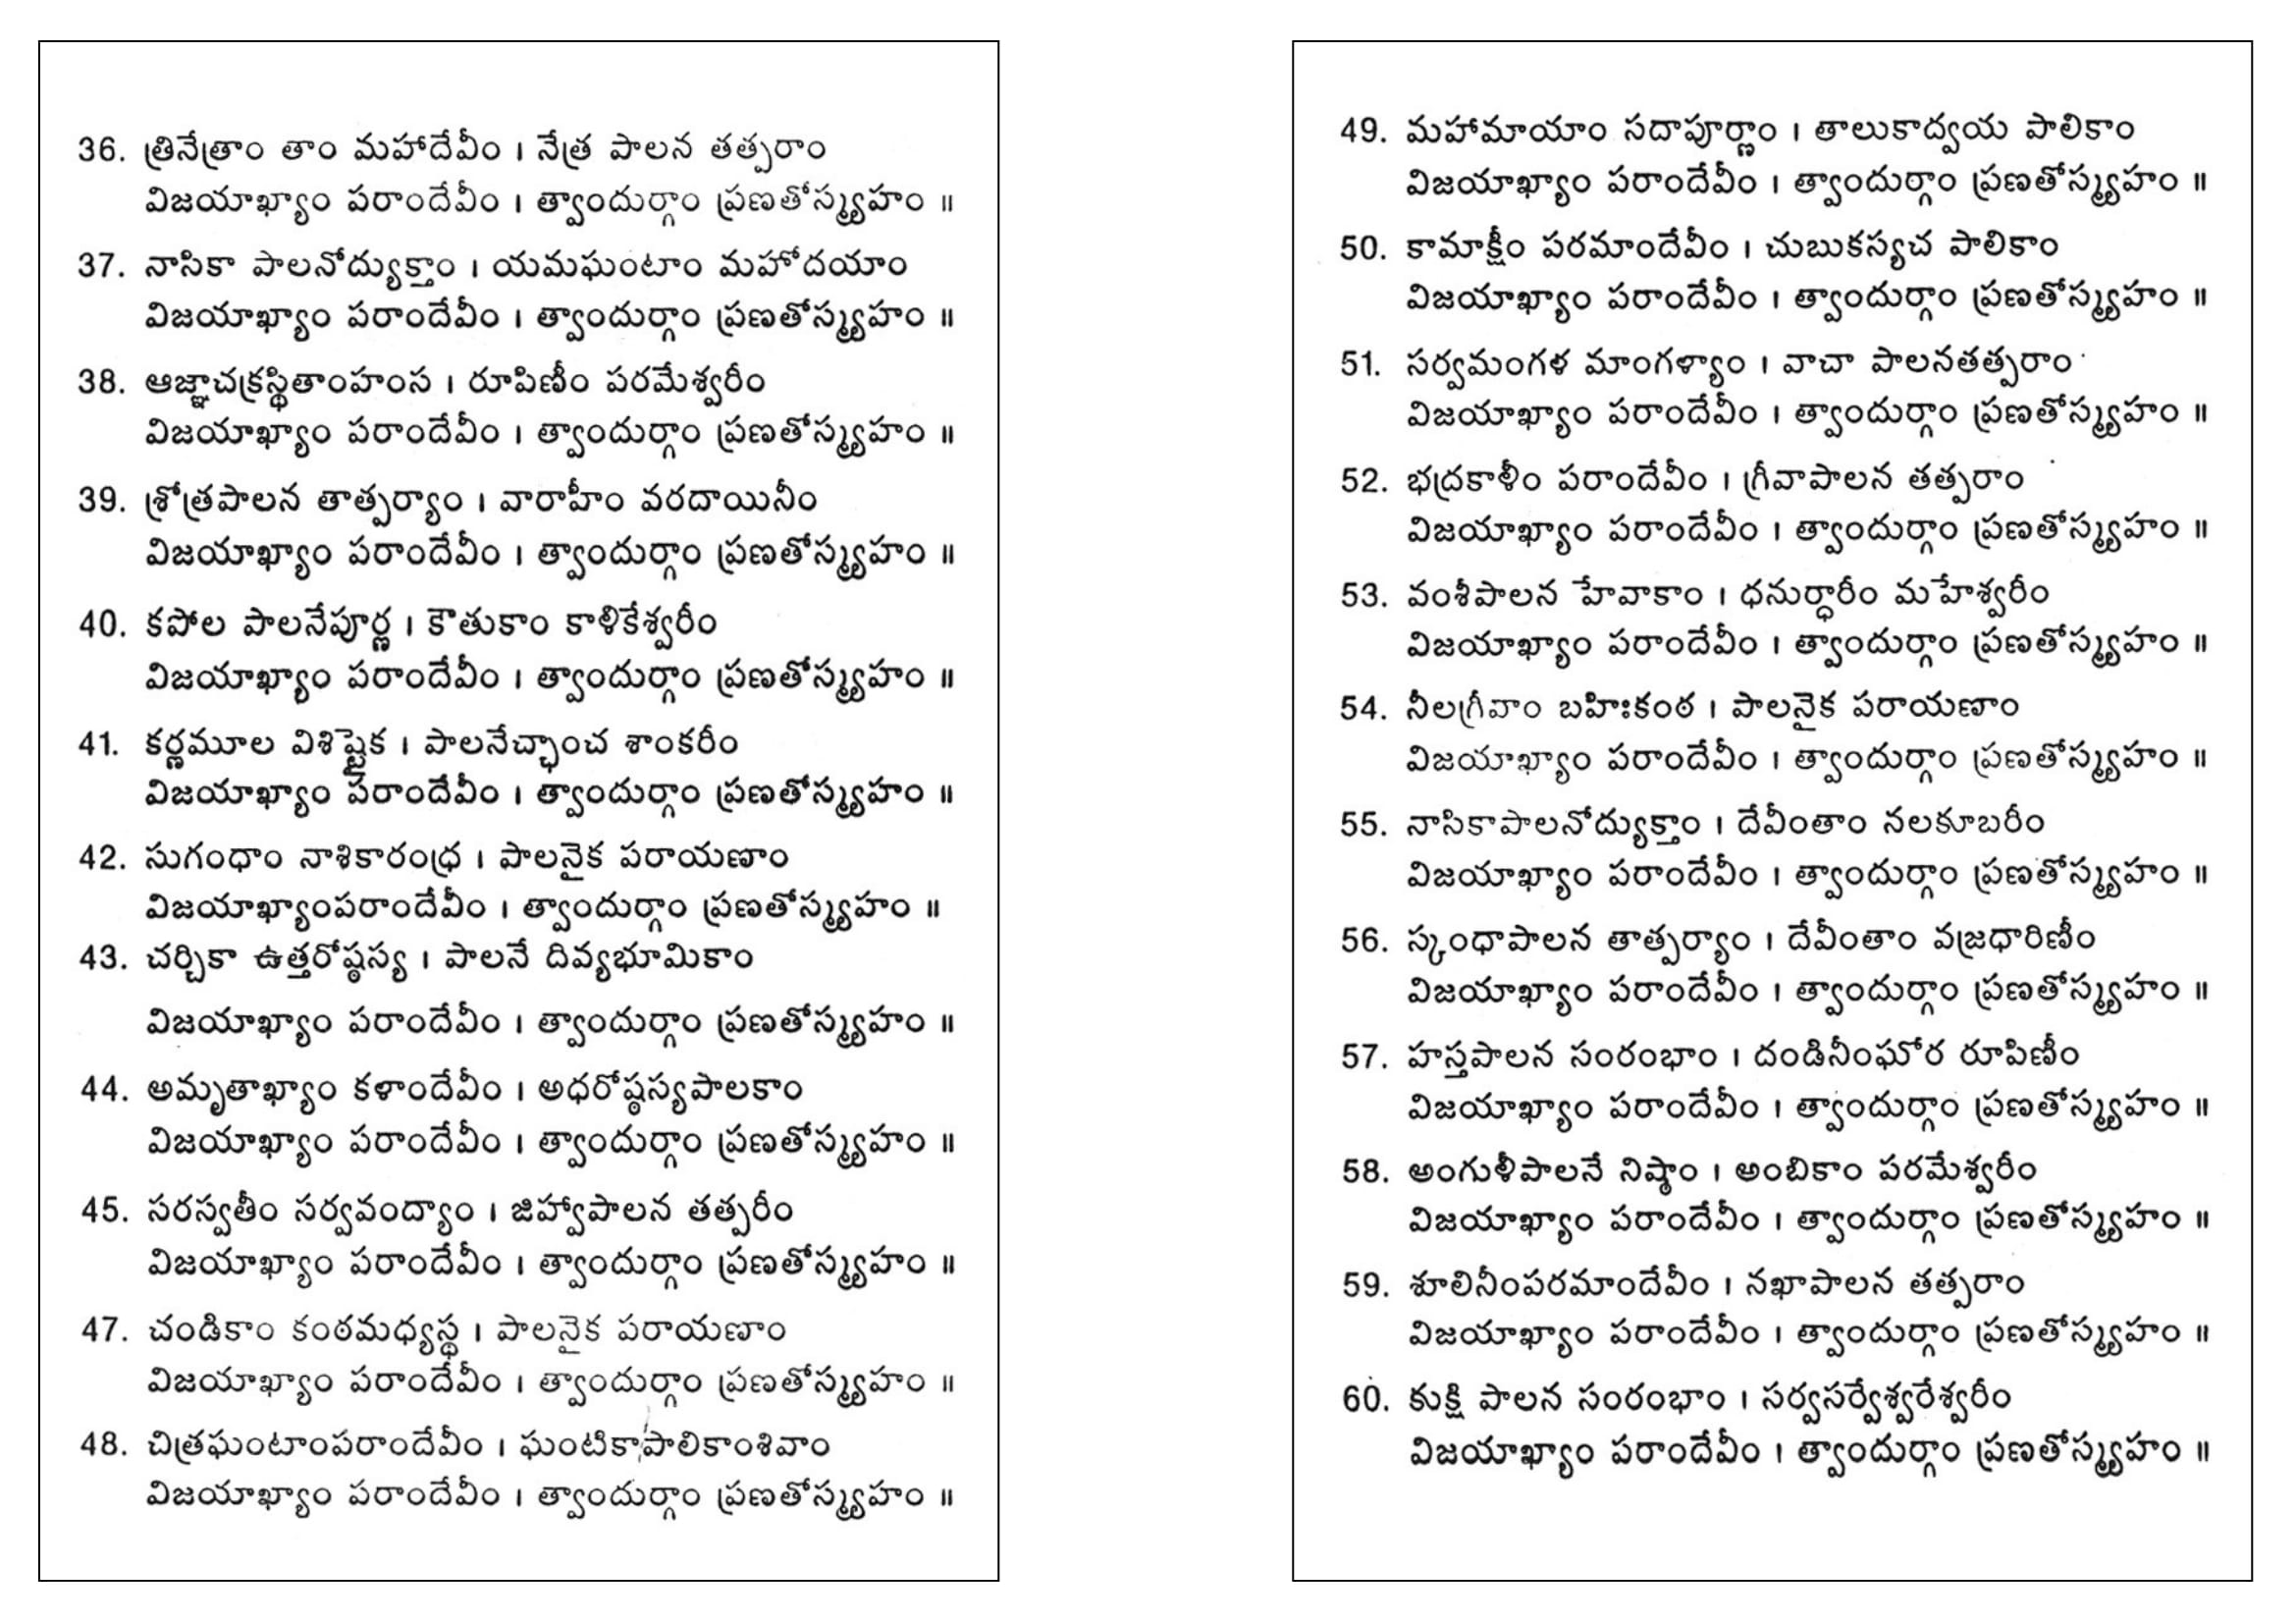 36. త్రినేత్రాం తాం మహాదేవీం । నేత్ర పాలన తత్పరాం
విజయాఖ్యాం పరాందేవీం । త్వాందుర్గాం ప్రణతోస్మ్యహం ॥
37. నాసికా పాలనోద్యుక్తాం । యమఘంటాం మహోదయాం
విజయాఖ్యాం పరాందేవీం । త్వాందుర్గాం ప్రణతోస్మ్యహం ॥
38. ఆజ్ఞాచక్రస్థితాంహంస । రూపిణీం పరమేశ్వరీం
విజయాఖ్యాం పరాందేవీం । త్వాందుర్గాం ప్రణతోస్మ్యహం ॥
39. శ్రోత్రపాలన తాత్పర్యాం । వారాహీం వరదాయినీం
విజయాఖ్యాం పరాందేవీం । త్వాందుర్గాం ప్రణతోస్మ్యహం ॥
40. కపోల పాలనేపూర్ణ । కౌతుకాం కాళికేశ్వరీం
విజయాఖ్యాం పరాందేవీం । త్వాందుర్గాం ప్రణతోస్మ్యహం ॥
41. కర్ణమూల విశిష్టైక । పాలనేచ్ఛాంచ శాంకరీం
విజయాఖ్యాం పరాందేవీం । త్వాందుర్గాం ప్రణతోస్మ్యహం ॥
42. సుగంధాం నాశికారంధ్ర । పాలనైక పరాయణాం
విజయాఖ్యాంపరాందేవీం । త్వాందుర్గాం ప్రణతోస్మ్యహం ॥
43. చర్చికా ఉత్తరోష్ఠస్య । పాలనే దివ్యభూమికాం
విజయాఖ్యాం పరాందేవీం । త్వాందుర్గాం ప్రణతోస్మ్యహం ॥
44. అమృతాఖ్యాం కళాందేవీం । అధరోష్ఠస్యపాలకాం
విజయాఖ్యాం పరాందేవీం । త్వాందుర్గాం ప్రణతోస్మ్యహం ॥
45. సరస్వతీం సర్వవంద్యాం । జిహ్వాపాలన తత్పరీం
విజయాఖ్యాం పరాందేవీం । త్వాందుర్గాం ప్రణతోస్మ్యహం ॥
47. చండికాం కంఠమధ్యస్థ । పాలనైక పరాయణాం
విజయాఖ్యాం పరాందేవీం । త్వాందుర్గాం ప్రణతోస్మ్యహం ॥
48. చిత్రఘంటాంపరాందేవీం । ఘంటికాపాలికాంశివాం
విజయాఖ్యాం పరాందేవీం । త్వాందుర్గాం ప్రణతోస్మ్యహం ॥
49. మహామాయాం సదాపూర్ణాం । తాలుకాద్వయ పాలికాం
విజయాఖ్యాం పరాందేవీం । త్వాందుర్గాం ప్రణతోస్మ్యహం ॥
50. కామాక్షీం పరమాందేవీం । చుబుకస్యచ పాలికాం
విజయాఖ్యాం పరాందేవీం । త్వాందుర్గాం ప్రణతోస్మ్యహం ॥
51. సర్వమంగళ మాంగళ్యాం । వాచా పాలనతత్పరాం
విజయాఖ్యాం పరాందేవీం । త్వాందుర్గాం ప్రణతోస్మ్యహం ॥
52. భద్రకాళీం పరాందేవీం । గ్రీవాపాలన తత్పరాం
విజయాఖ్యాం పరాందేవీం । త్వాందుర్గాం ప్రణతోస్మ్యహం ॥
53. వంశీపాలన హేవాకాం । ధనుర్ధారీం మహేశ్వరీం
విజయాఖ్యాం పరాందేవీం । త్వాందుర్గాం ప్రణతోస్మ్యహం ॥
54. నీలగ్రీవాం బహిఃకంఠ । పాలనైక పరాయణాం
విజయాఖ్యాం పరాందేవీం । త్వాందుర్గాం ప్రణతోస్మ్యహం ॥
55. నాసికాపాలనోద్యుక్తాం । దేవీంతాం నలకూబరీం
విజయాఖ్యాం పరాందేవీం । త్వాందుర్గాం ప్రణతోస్మ్యహం ॥
56. స్కంధాపాలన తాత్పర్యాం । దేవీంతాం వజ్రధారిణీం
విజయాఖ్యాం పరాందేవీం । త్వాందుర్గాం ప్రణతోస్మ్యహం ॥
57. హస్తపాలన సంరంభాం । దండినీంఘోర రూపిణీం
విజయాఖ్యాం పరాందేవీం । త్వాందుర్గాం ప్రణతోస్మ్యహం ॥
58. అంగుళీపాలనే నిష్ఠాం । అంబికాం పరమేశ్వరీం
విజయాఖ్యాం పరాందేవీం । త్వాందుర్గాం ప్రణతోస్మ్యహం ॥
59. శూలినీంపరమాందేవీం । నఖాపాలన తత్పరాం
విజయాఖ్యాం పరాందేవీం । త్వాందుర్గాం ప్రణతోస్మ్యహం ॥
60. కుక్షి పాలన సంరంభాం । సర్వసర్వేశ్వరేశ్వరీం
విజయాఖ్యాం పరాందేవీం । త్వాందుర్గాం ప్రణతోస్మ్యహం ॥